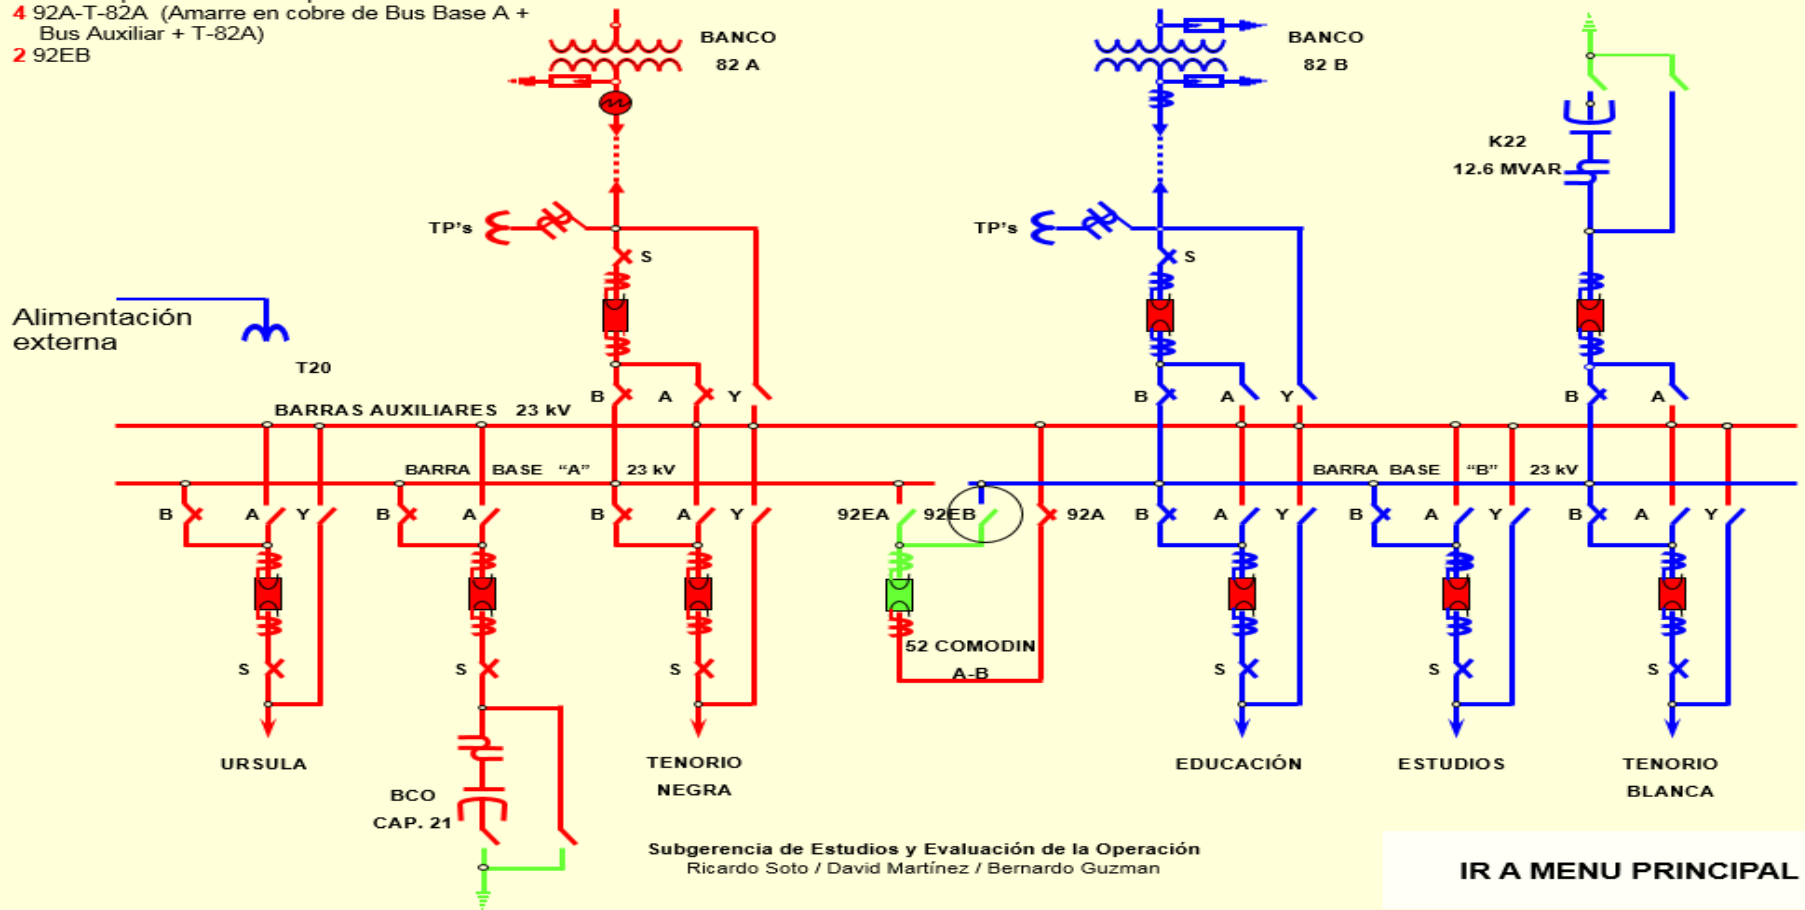 4 92A-T-82A (Amarre en cobre de Bus Base A +
Bus Auxiliar + T-82A)
2 92EB
BANCO
82 A
BANCO
82 B
K22
12.6 MVAR
TP's
S
TP's
S
Alimentación
externa
T20
B A Y
B A Y
B A
BARRAS AUXILIARES 23 kV
BARRA BASE "A" 23 kV
BARRA BASE "B" 23 kV
B A Y
B A
B A Y
92EA 92EB 92A
B A Y
B A Y
B A Y
52 COMODIN
A-B
S
S
S
S
S
S
URSULA
BCO
CAP. 21
TENORIO
NEGRA
EDUCACIÓN
ESTUDIOS
TENORIO
BLANCA
Subgerencia de Estudios y Evaluación de la Operación
Ricardo Soto / David Martínez / Bernardo Guzman
IR A MENU PRINCIPAL